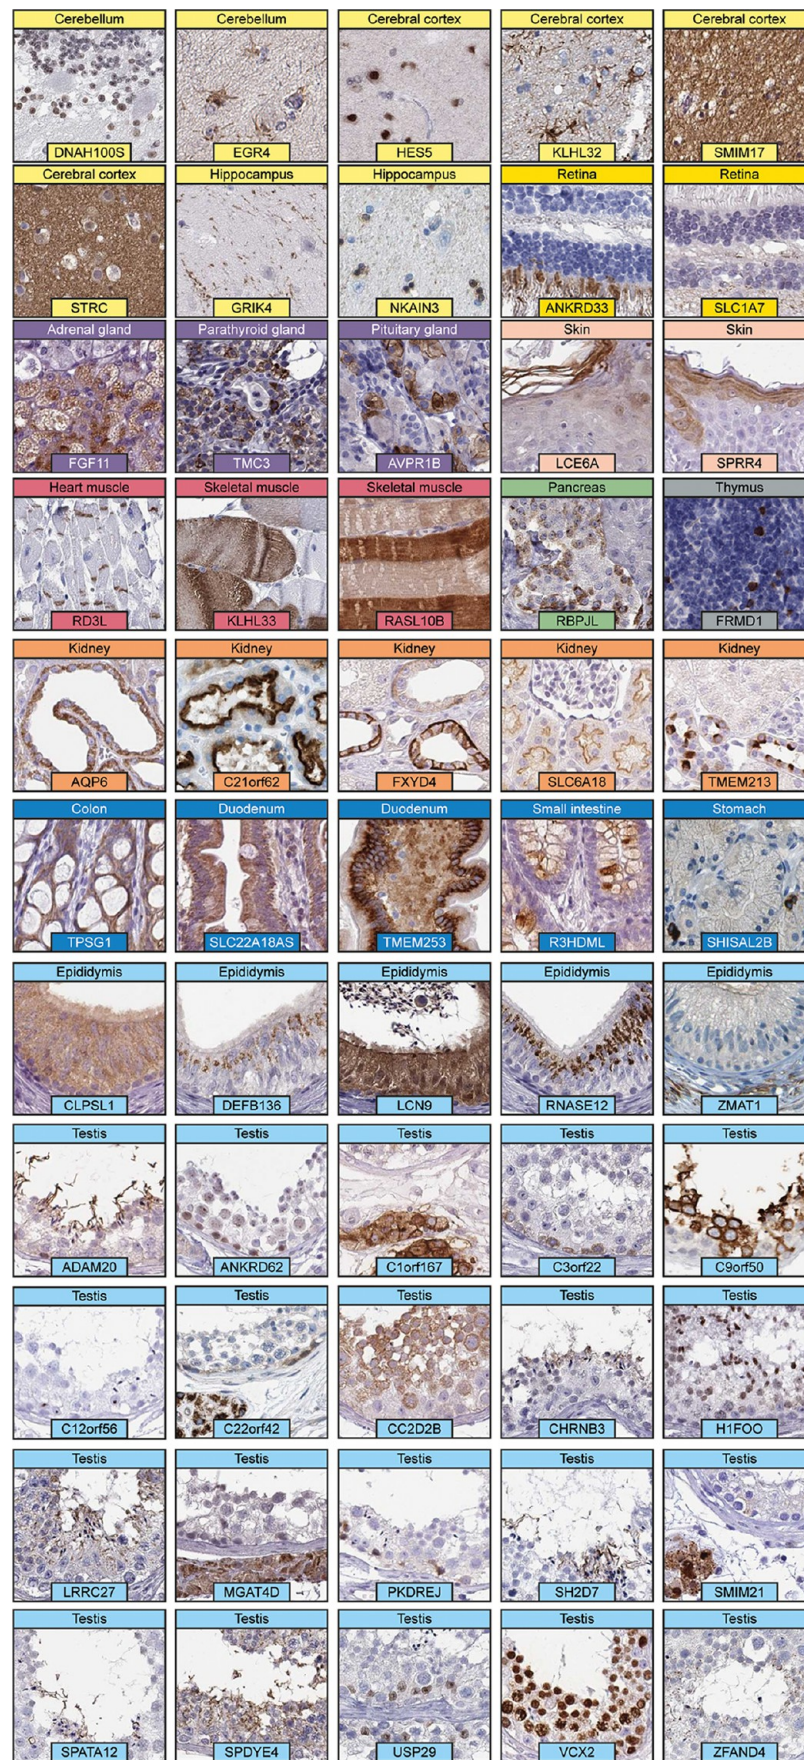 Cerebellum
Cerebellum
Cerebral cortex
Cerebral cortex
Cerebral cortex
DNAH100S
EGR4
HES5
KLHL32
SMIM17
Cerebral cortex
Hippocampus
Hippocampus
Retina
Retina
STRC
GRIK4
NKAIN3
ANKRD33
SLC1A7
Adrenal gland
Parathyroid gland
Pituitary gland
Skin
Skin
FGF11
TMC3
AVPR1B
LCE6A
SPRR4
Heart muscle
Skeletal muscle
Skeletal muscle
Pancreas
Thymus
RD3L
KLHL33
RASL10B
RBPJL
FRMD1
Kidney
Kidney
Kidney
Kidney
Kidney
AQP6
C21orf62
FXYD4
SLC6A18
TMEM213
Colon
Duodenum
Duodenum
Small intestine
Stomach
TPSG1
SLC22A18AS
TMEM253
R3HDML
SHISAL2B
Epididymis
Epididymis
Epididymis
Epididymis
Epididymis
CLPSL1
DEFB136
LCN9
RNASE12
ZMAT1
Testis
Testis
Testis
Testis
Testis
ADAM20
ANKRD62
C1orf167
C3orf22
C9orf50
Testis
Testis
Testis
Testis
Testis
C12orf56
C22orf42
CC2D2B
CHRNB3
H1FOO
Testis
Testis
Testis
Testis
Testis
LRRC27
MGAT4D
PKDREJ
SH2D7
SMIM21
Testis
Testis
Testis
Testis
Testis
SPATA12
SPDYE4
USP29
VCX2
ZFAND4